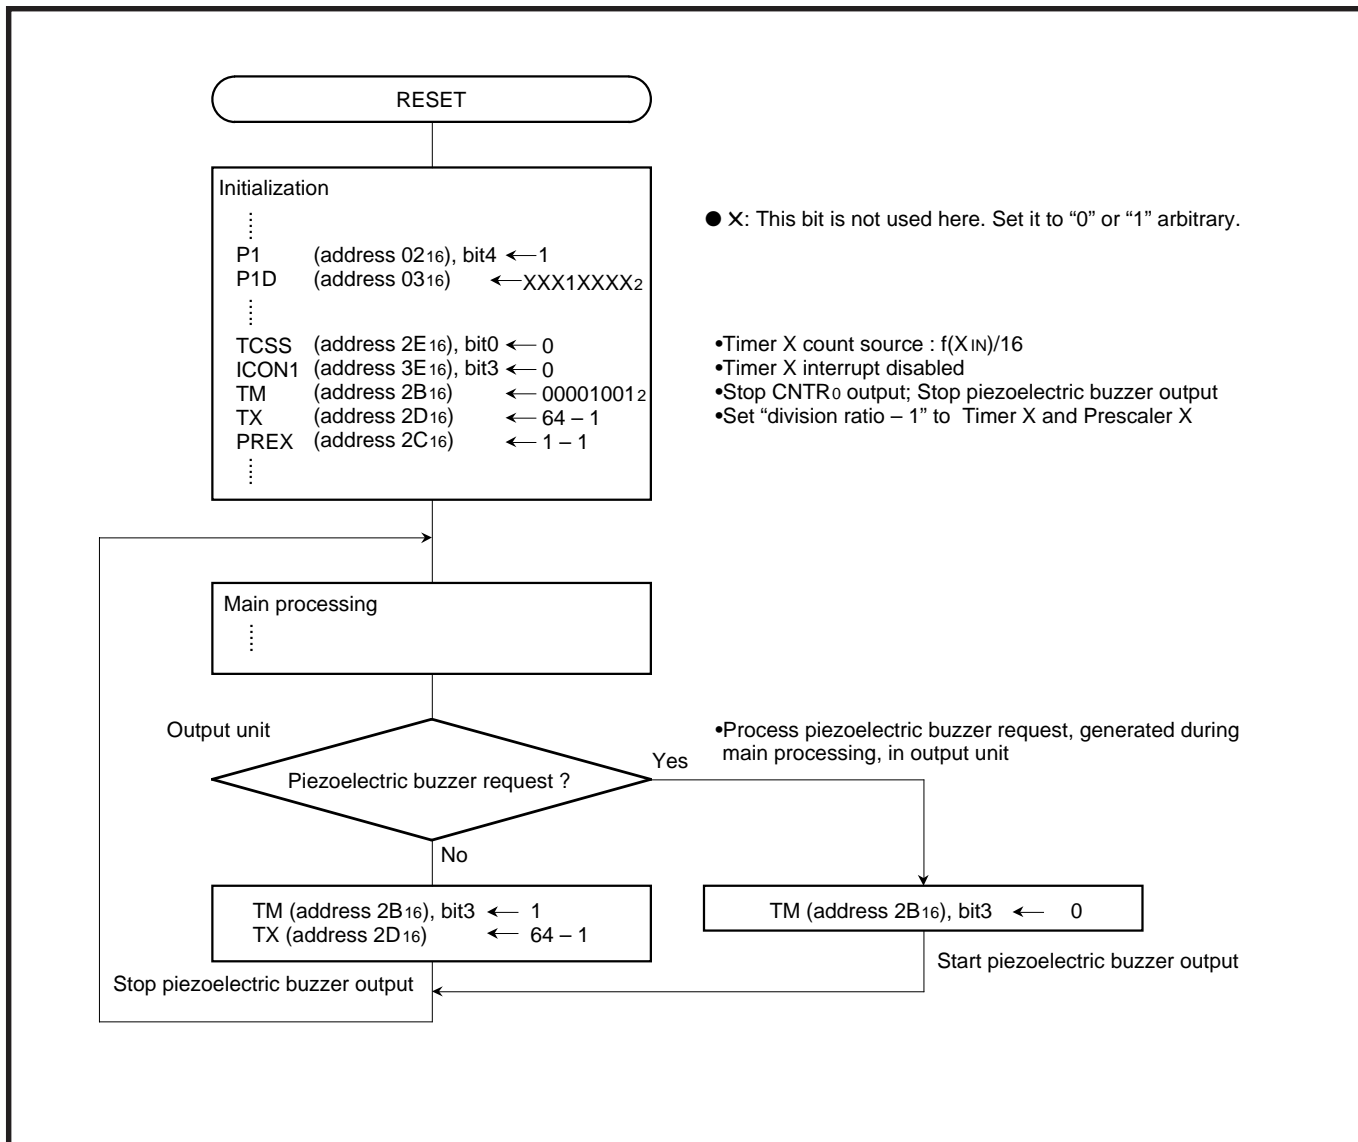 RESET
Initialization
P1 (address 0216), bit4 ← 1
P1D (address 0316) ← XXX1XXXX2
TCSS (address 2E16), bit0 ← 0
ICON1 (address 3E16), bit3 ← 0
TM (address 2B16) ← 000010012
TX (address 2D16) ← 64 – 1
PREX (address 2C16) ← 1 – 1
● X: This bit is not used here. Set it to “0” or “1” arbitrary.
•Timer X count source : f(XIN)/16
•Timer X interrupt disabled
•Stop CNTR0 output; Stop piezoelectric buzzer output
•Set “division ratio – 1” to Timer X and Prescaler X
Main processing
Output unit
Piezoelectric buzzer request ?
Yes
•Process piezoelectric buzzer request, generated during
main processing, in output unit
No
TM (address 2B16), bit3 ← 1
TX (address 2D16) ← 64 – 1
TM (address 2B16), bit3 ← 0
Stop piezoelectric buzzer output
Start piezoelectric buzzer output